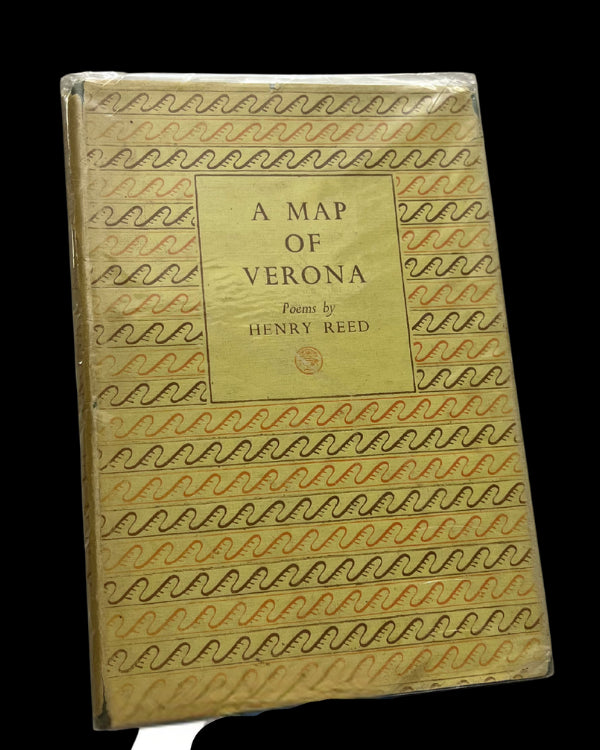 A MAP
OF
VERONA
Poems by
HENRY REED